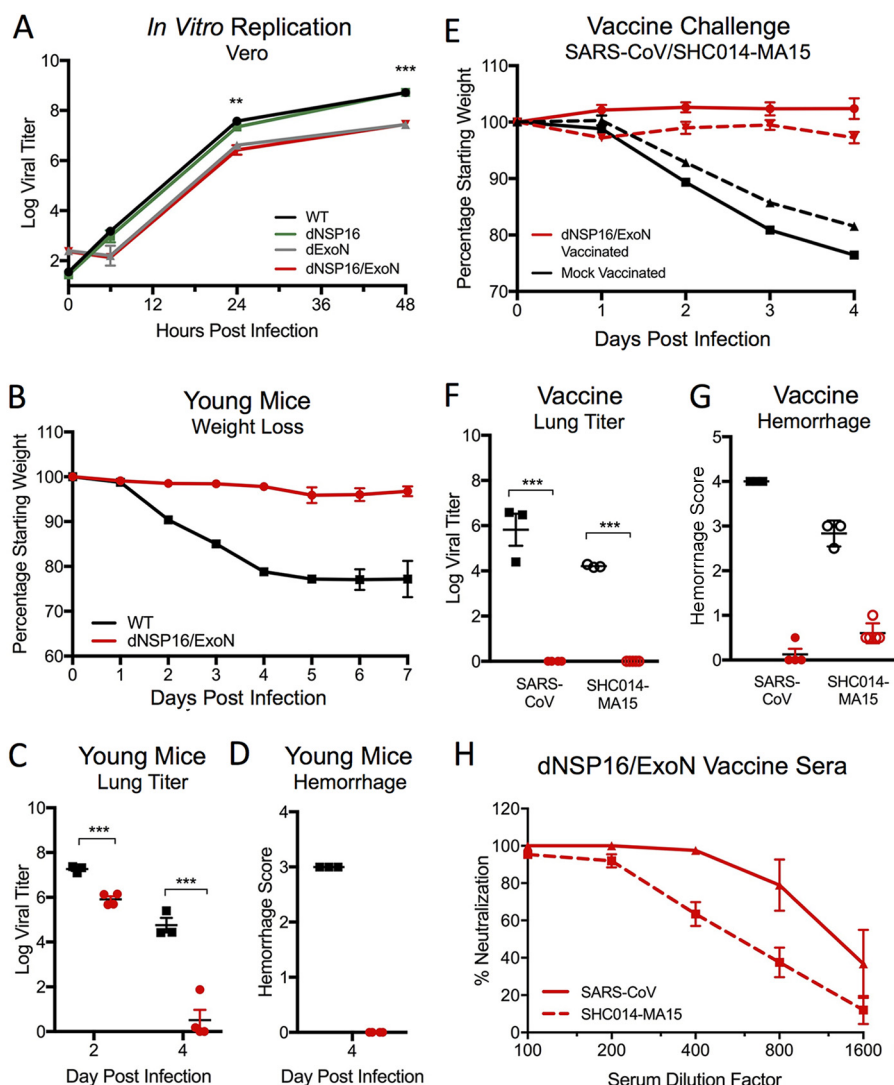 A
In Vitro Replication
Vero
Log Viral Titer
10
8
6
4
2
**
***
WT
dNSP16
dExoN
dNSP16/ExoN
0 12 24 36 48
Hours Post Infection
B
Young Mice
Weight Loss
Percentage Starting Weight
110
100
90
80
70
60
WT
dNSP16/ExoN
0 1 2 3 4 5 6 7
Days Post Infection
C
Young Mice
Lung Titer
Log Viral Titer
10
8
6
4
2
0
***
***
2 4
Day Post Infection
D
Young Mice
Hemorrhage
Hemorrhage Score
4
3
2
1
0
4
Day Post Infection
E
Vaccine Challenge
SARS-CoV/SHC014-MA15
Percentage Starting Weight
110
100
90
80
70
dNSP16/ExoN
Vaccinated
Mock Vaccinated
0 1 2 3 4
Days Post Infection
F
Vaccine
Lung Titer
Log Viral Titer
10
8
6
4
2
0
***
***
SARS-
CoV
SHC014-
MA15
G
Vaccine
Hemorrhage
Hemorrnage Score
4
3
2
1
0
SARS-
CoV
SHC014-
MA15
H
dNSP16/ExoN Vaccine Sera
% Neutralization
120
100
80
60
40
20
0
SARS-CoV
SHC014-MA15
100 200 400 800 1600
Serum Dilution Factor